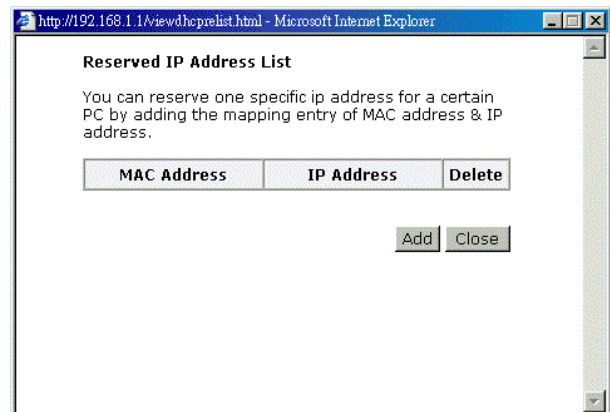 http://192.168.1.1/viewdhcprelist.html - Microsoft Internet Explorer
Reserved IP Address List
You can reserve one specific ip address for a certain
PC by adding the mapping entry of MAC address & IP
address.
MAC Address IP Address Delete
Add Close